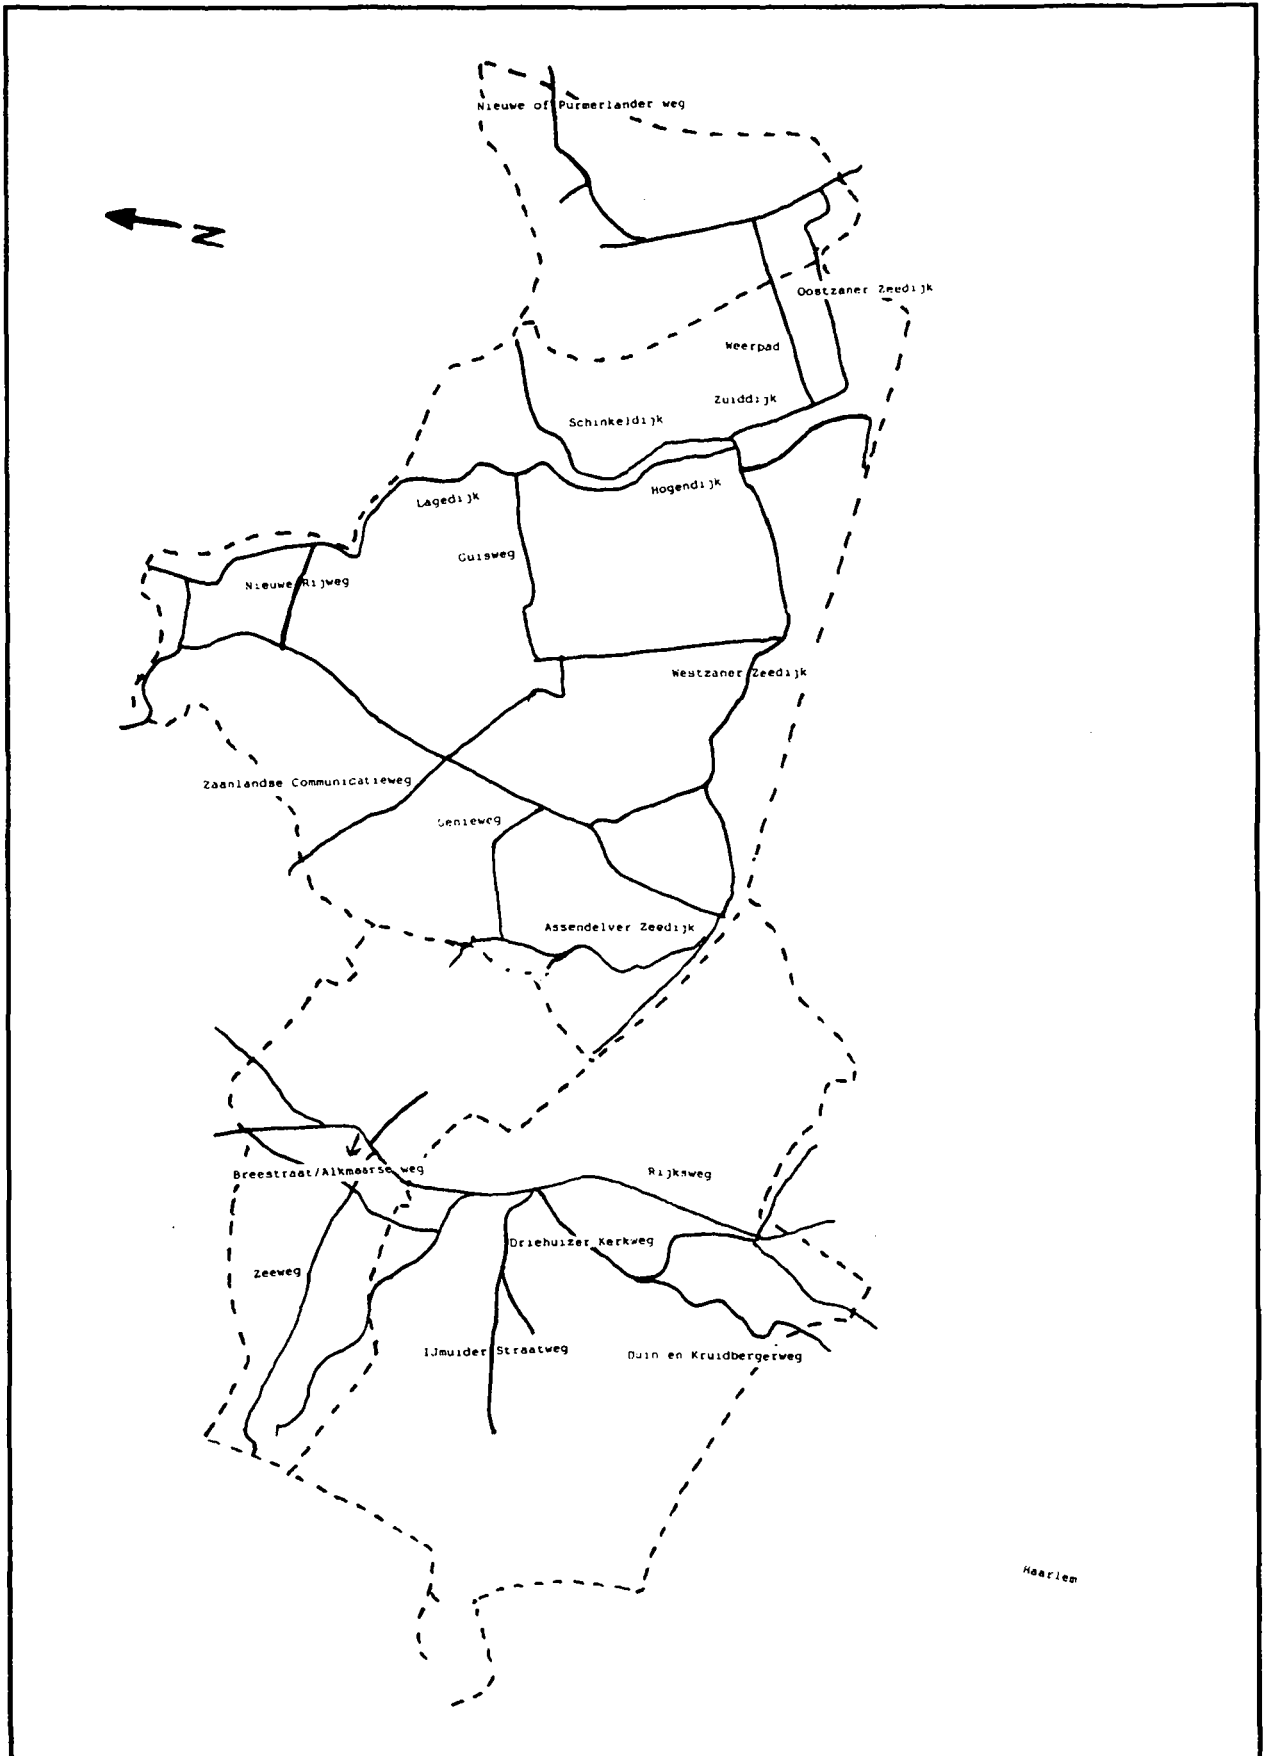 Nieuwe of Purmerlander weg
N
Oostzaner Zeedijk
Weerpad
Zuiddijk
Schinkeldijk
Hogendijk
Lagedijk
Guisweg
Nieuwe Rijweg
Westzaner Zeedijk
Zaanlandse Communicatieweg
Genieweg
Assendelver Zeedijk
Breestraat/Alkmaarse weg
Rijksweg
Driehuizer Kerkweg
Zeeweg
IJmuider Straatweg
Duin en Kruidbergerweg
Haarlem